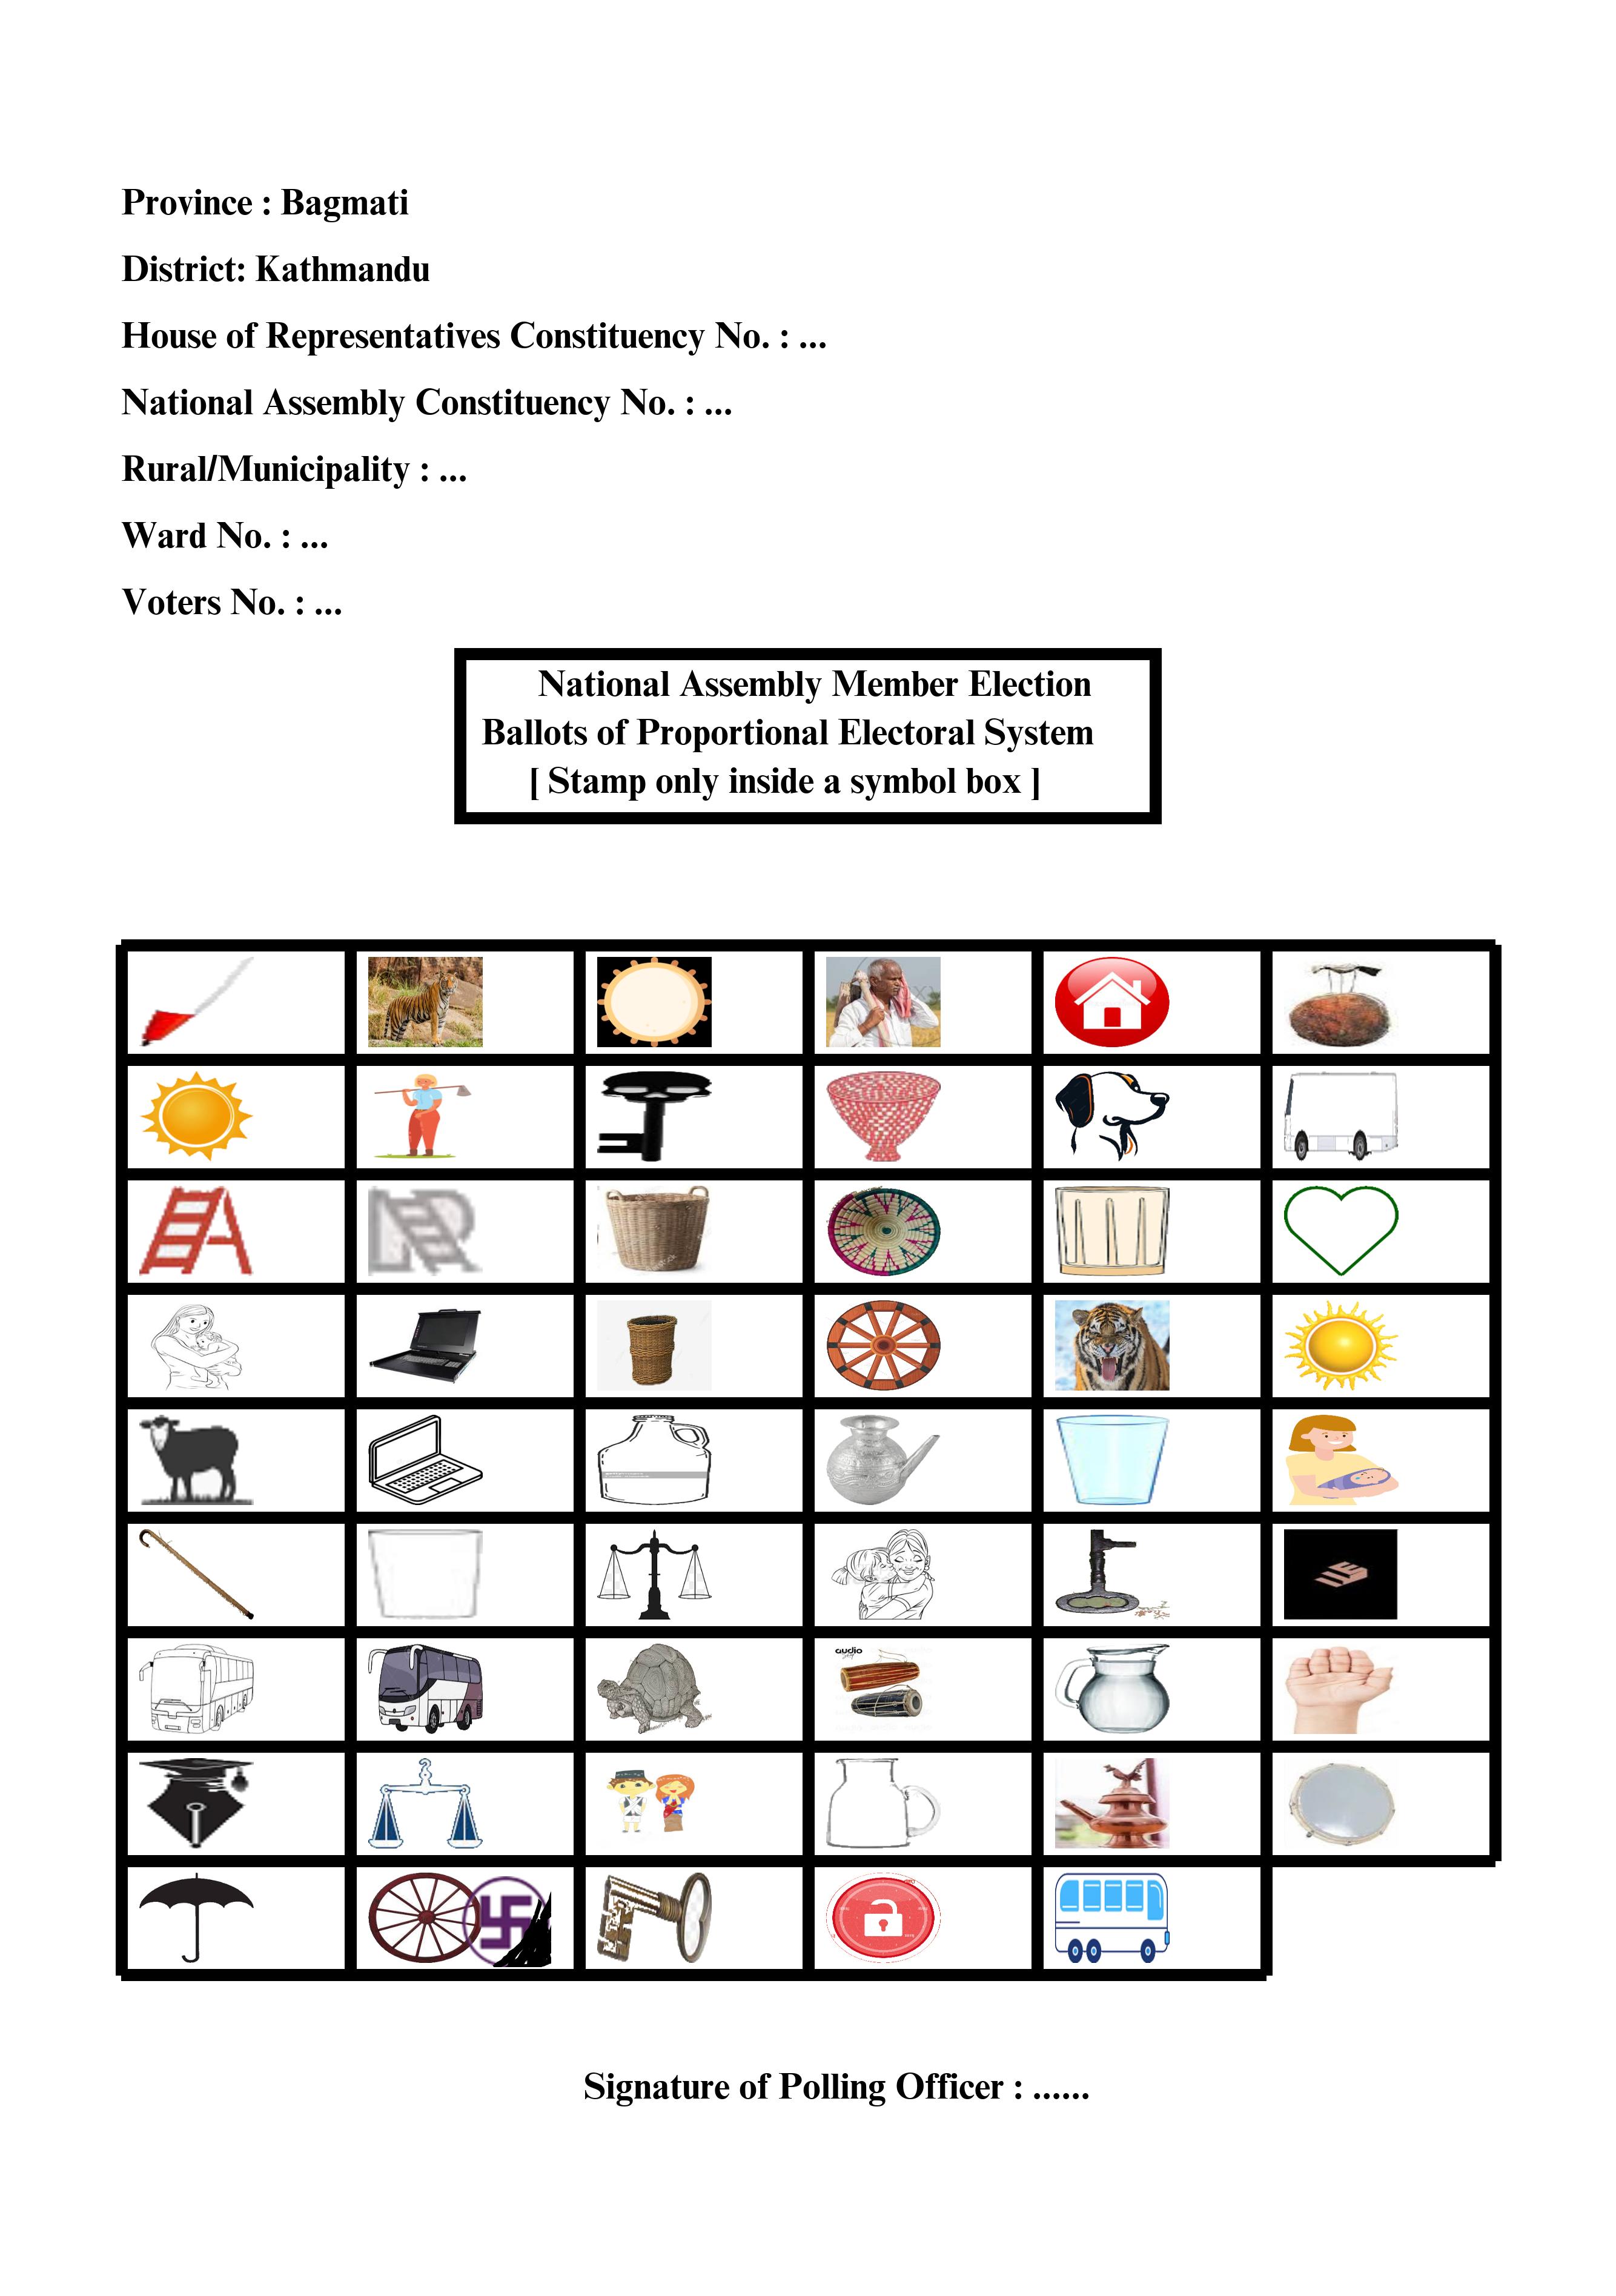 Province : Bagmati
District: Kathmandu
House of Representatives Constituency No. : ...
National Assembly Constituency No. : ...
Rural/Municipality : ...
Ward No. : ...
Voters No. : ...
National Assembly Member Election
Ballots of Proportional Electoral System
[ Stamp only inside a symbol box ]
audio
Signature of Polling Officer : ......